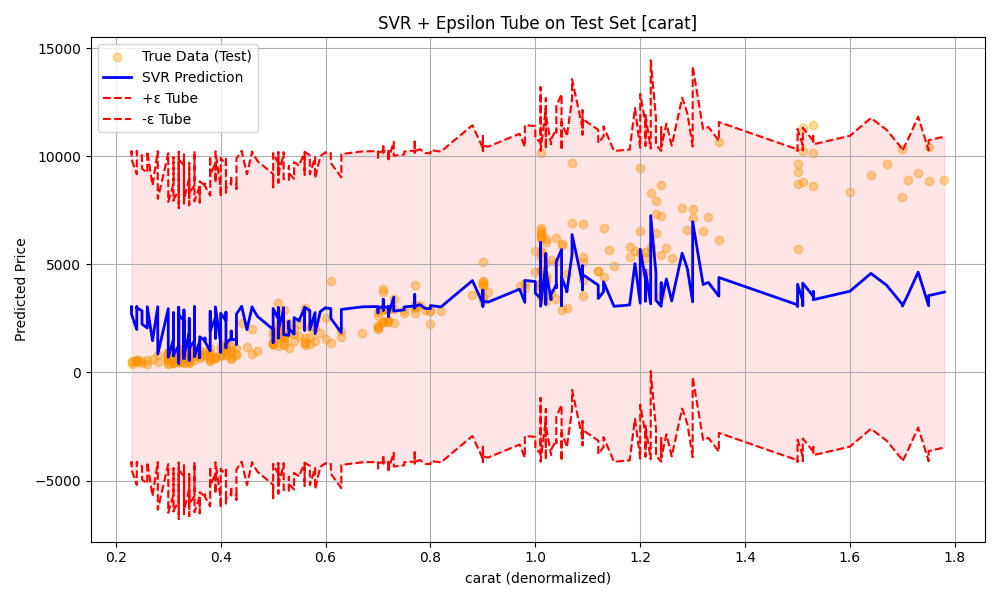 SVR + Epsilon Tube on Test Set [carat]
True Data (Test)
SVR Prediction
+ε Tube
-ε Tube
Predicted Price
15000
10000
5000
0
−5000
0.2 0.4 0.6 0.8 1.0 1.2 1.4 1.6 1.8
carat (denormalized)